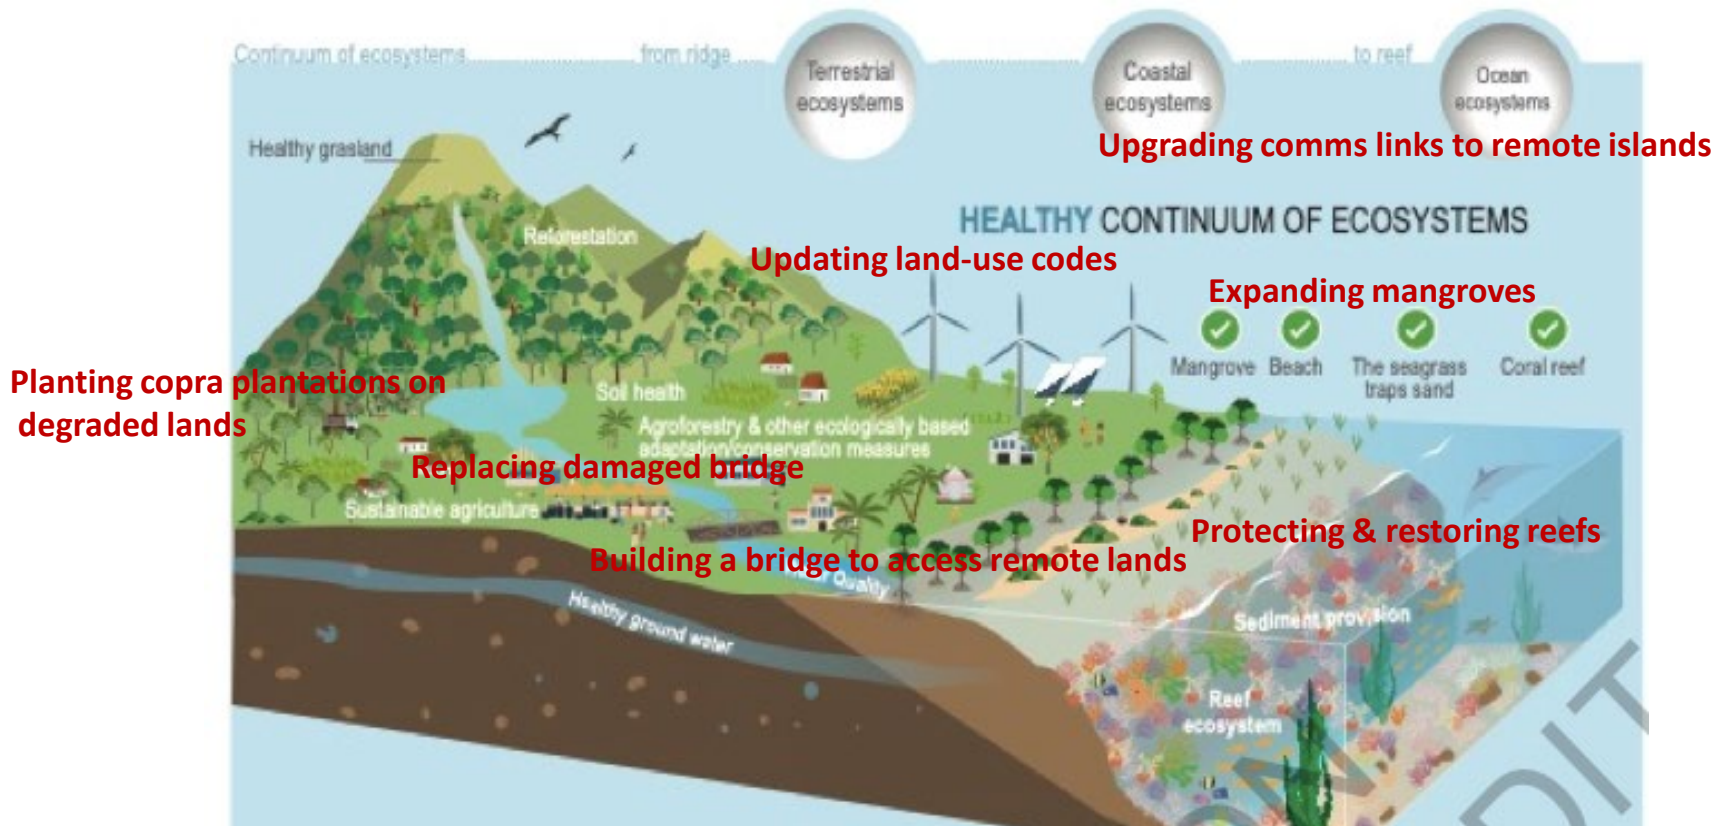 Continuum of ecosystems from ridge to reef
Terrestrial
ecosystems
Coastal
ecosystems
Ocean
ecosystems
Upgrading comms links to remote islands
Healthy grasland
HEALTHY CONTINUUM OF ECOSYSTEMS
Reforestation
Updating land-use codes
Expanding mangroves
Mangrove
Beach
The seagrass
traps sand
Coral reef
Planting copra plantations on
degraded lands
Soil health
Agroforestry & other ecologically based
adaptation/conservation measures
Replacing damaged bridge
Sustainable agriculture
Protecting & restoring reefs
Building a bridge to access remote lands
Quality
Healthy ground water
Sediment provision
Reef
ecosystem
DIT